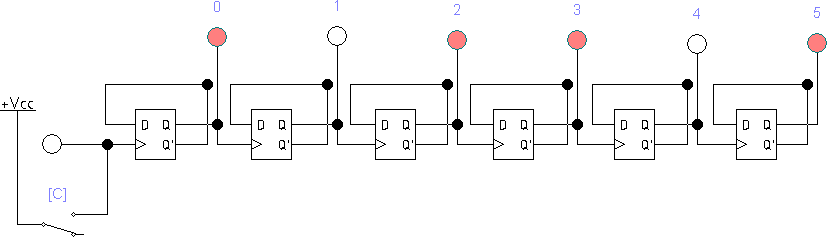 0 1 2 3 4 5
+Vcc
D Q D Q D Q D Q D Q D Q
Q' Q' Q' Q' Q' Q'
[C]